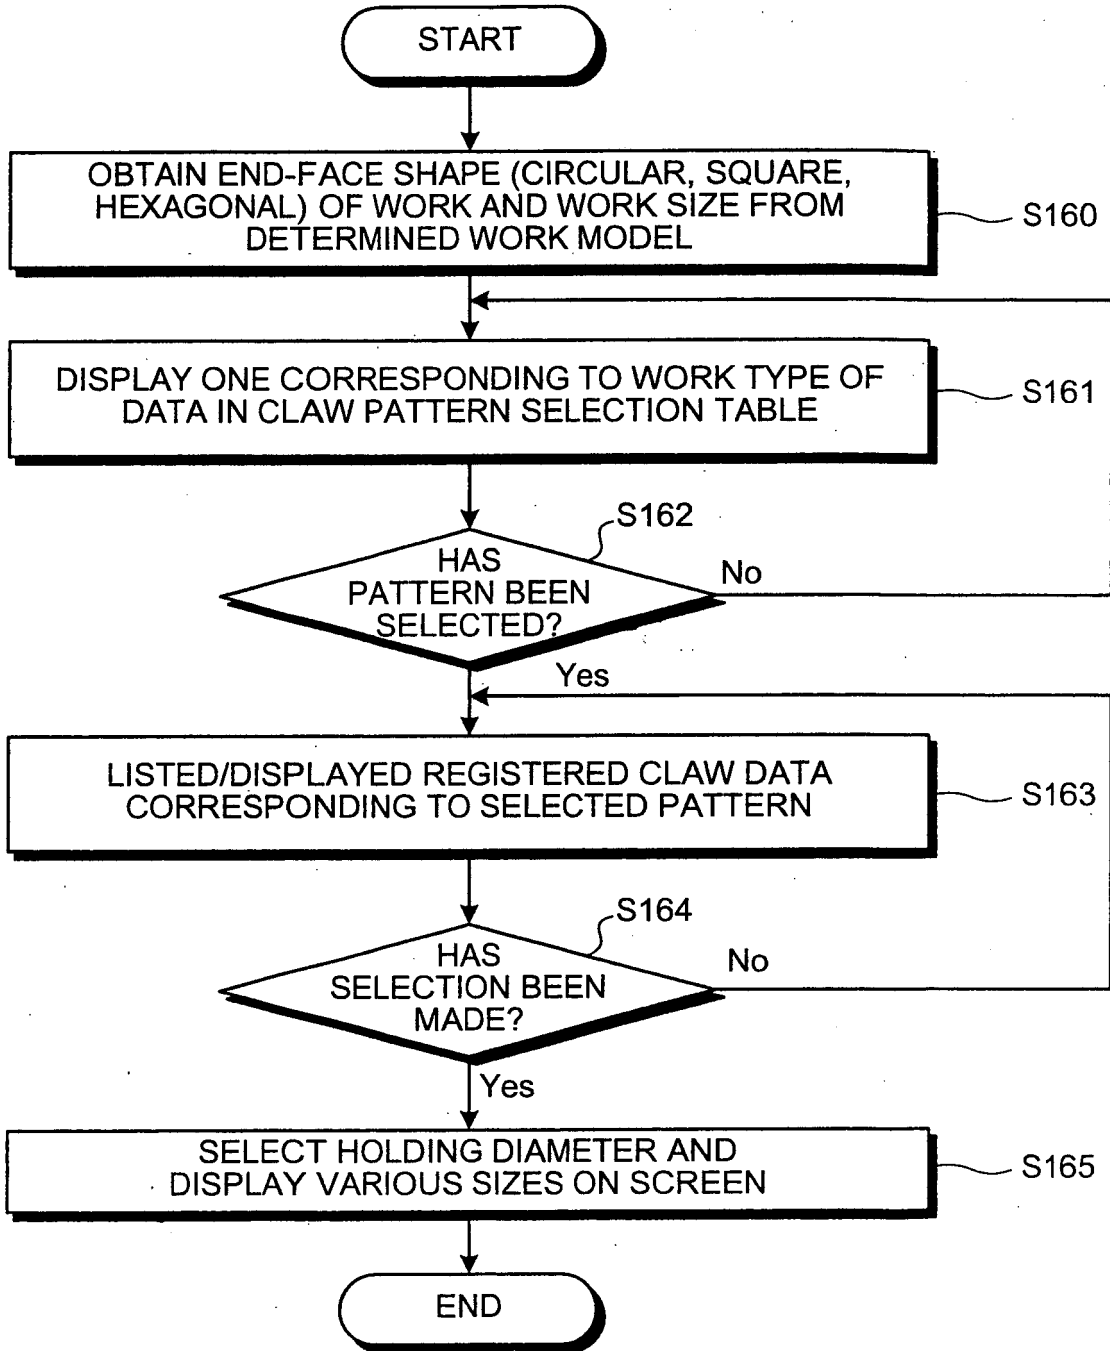 START
OBTAIN END-FACE SHAPE (CIRCULAR, SQUARE,
HEXAGONAL) OF WORK AND WORK SIZE FROM
DETERMINED WORK MODEL
S160
DISPLAY ONE CORRESPONDING TO WORK TYPE OF
DATA IN CLAW PATTERN SELECTION TABLE
S161
S162
HAS
PATTERN BEEN
SELECTED?
No
Yes
LISTED/DISPLAYED REGISTERED CLAW DATA
CORRESPONDING TO SELECTED PATTERN
S163
S164
HAS
SELECTION BEEN
MADE?
No
Yes
SELECT HOLDING DIAMETER AND
DISPLAY VARIOUS SIZES ON SCREEN
S165
END